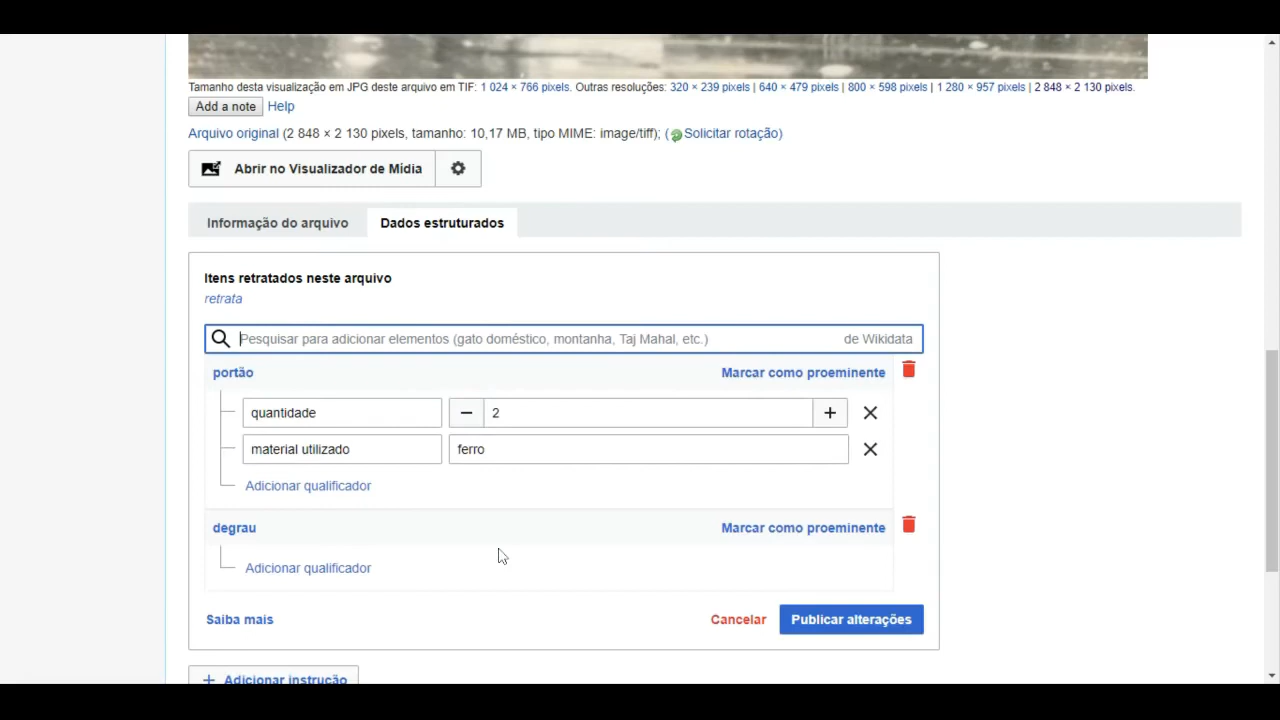 Tamanho desta visualização em JPG deste arquivo em TIF: 1 024 × 766 pixels. Outras resoluções: 320 × 239 pixels | 640 × 479 pixels | 800 × 598 pixels | 1 280 × 957 pixels | 2 848 × 2 130 pixels.
Add a note Help
Arquivo original (2 848 × 2 130 pixels, tamanho: 10,17 MB, tipo MIME: image/tiff); ( Solicitar rotação)
Abrir no Visualizador de Mídia
Informação do arquivo Dados estruturados
Itens retratados neste arquivo
retrata
Pesquisar para adicionar elementos (gato doméstico, montanha, Taj Mahal, etc.) de Wikidata
portão Marcar como proeminente
quantidade − 2 +
material utilizado ferro
Adicionar qualificador
degrau Marcar como proeminente
Adicionar qualificador
Saiba mais Cancelar Publicar alterações
+ Adicionar instrução